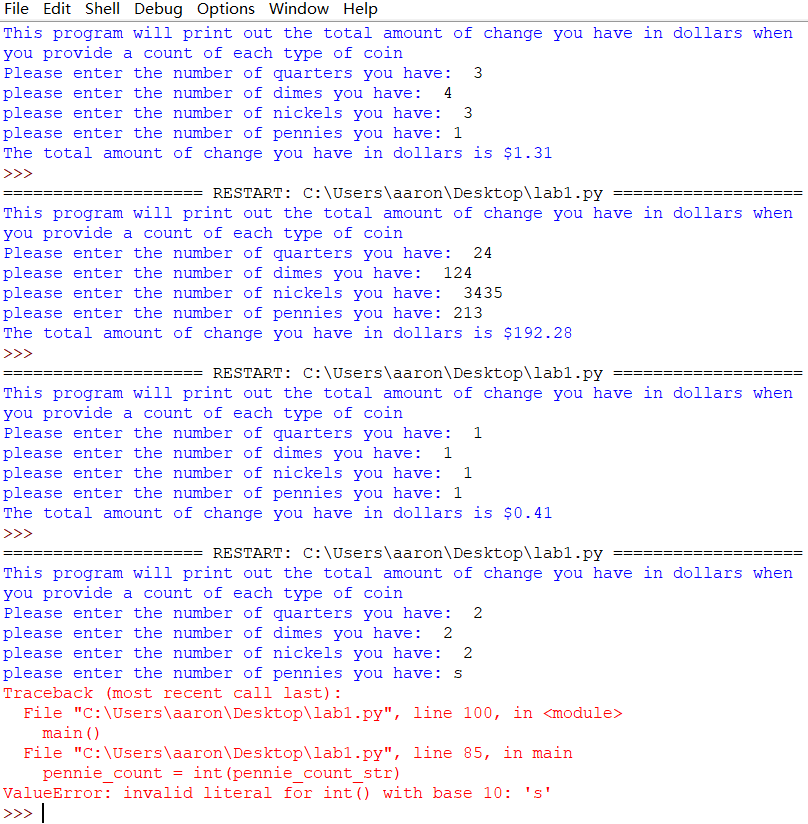 File Edit Shell Debug Options Window Help
This program will print out the total amount of change you have in dollars when
you provide a count of each type of coin
Please enter the number of quarters you have:  3
please enter the number of dimes you have:  4
please enter the number of nickels you have:  3
please enter the number of pennies you have: 1
The total amount of change you have in dollars is $1.31
>>>
==================== RESTART: C:\Users\aaron\Desktop\lab1.py ===================
This program will print out the total amount of change you have in dollars when
you provide a count of each type of coin
Please enter the number of quarters you have:  24
please enter the number of dimes you have:  124
please enter the number of nickels you have:  3435
please enter the number of pennies you have: 213
The total amount of change you have in dollars is $192.28
>>>
==================== RESTART: C:\Users\aaron\Desktop\lab1.py ===================
This program will print out the total amount of change you have in dollars when
you provide a count of each type of coin
Please enter the number of quarters you have:  1
please enter the number of dimes you have:  1
please enter the number of nickels you have:  1
please enter the number of pennies you have: 1
The total amount of change you have in dollars is $0.41
>>>
==================== RESTART: C:\Users\aaron\Desktop\lab1.py ===================
This program will print out the total amount of change you have in dollars when
you provide a count of each type of coin
Please enter the number of quarters you have:  2
please enter the number of dimes you have:  2
please enter the number of nickels you have:  2
please enter the number of pennies you have: s
Traceback (most recent call last):
  File "C:\Users\aaron\Desktop\lab1.py", line 100, in <module>
    main()
  File "C:\Users\aaron\Desktop\lab1.py", line 85, in main
    pennie_count = int(pennie_count_str)
ValueError: invalid literal for int() with base 10: 's'
>>>